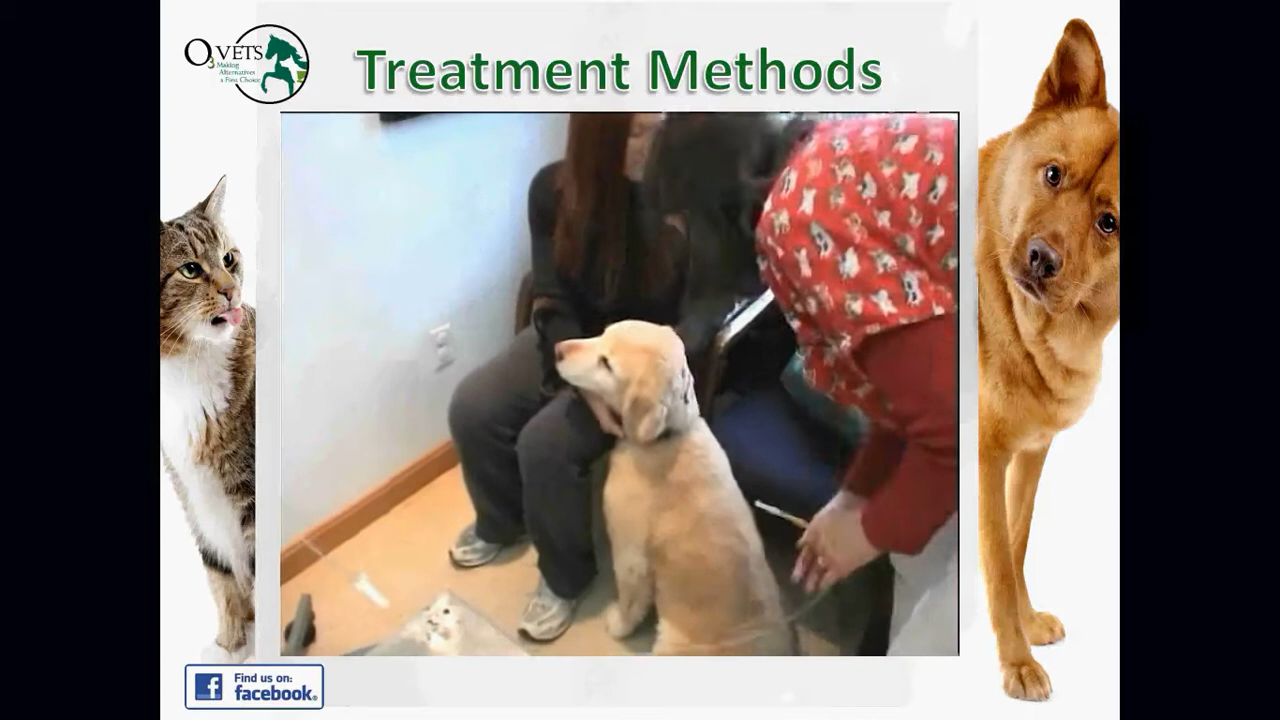 O3VETS
Making
Alternatives
a First Choice
Treatment Methods
Find us on:
facebook®